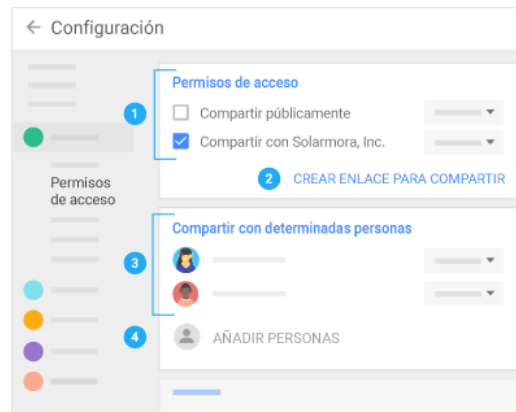 Configuración
Permisos de acceso
1
Compartir públicamente
Compartir con Solarmora, Inc.
2 CREAR ENLACE PARA COMPARTIR
Permisos
de acceso
Compartir con determinadas personas
3
4 AÑADIR PERSONAS